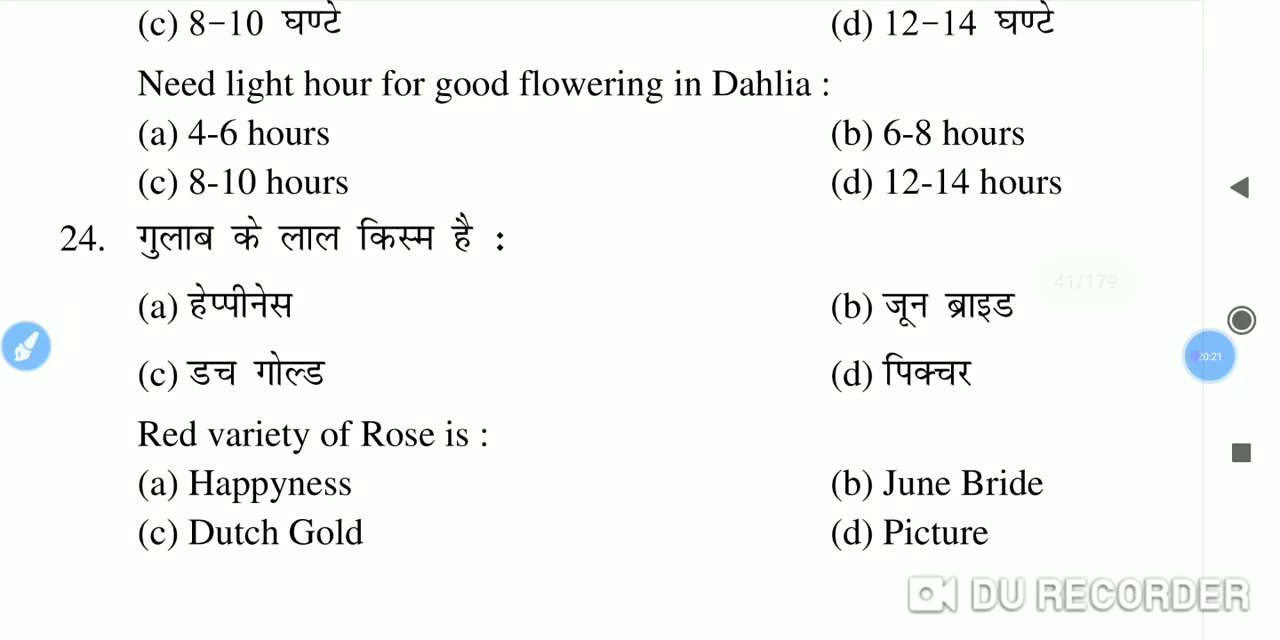 (c) 8-10 घण्टे (d) 12-14 घण्टे
Need light hour for good flowering in Dahlia :
(a) 4-6 hours (b) 6-8 hours
(c) 8-10 hours (d) 12-14 hours
24. गुलाब के लाल किस्म है :
41/179
(a) हेप्पीनेस (b) जून ब्राइड
20:21
(c) डच गोल्ड (d) पिक्चर
Red variety of Rose is :
(a) Happyness (b) June Bride
(c) Dutch Gold (d) Picture
DU RECORDER